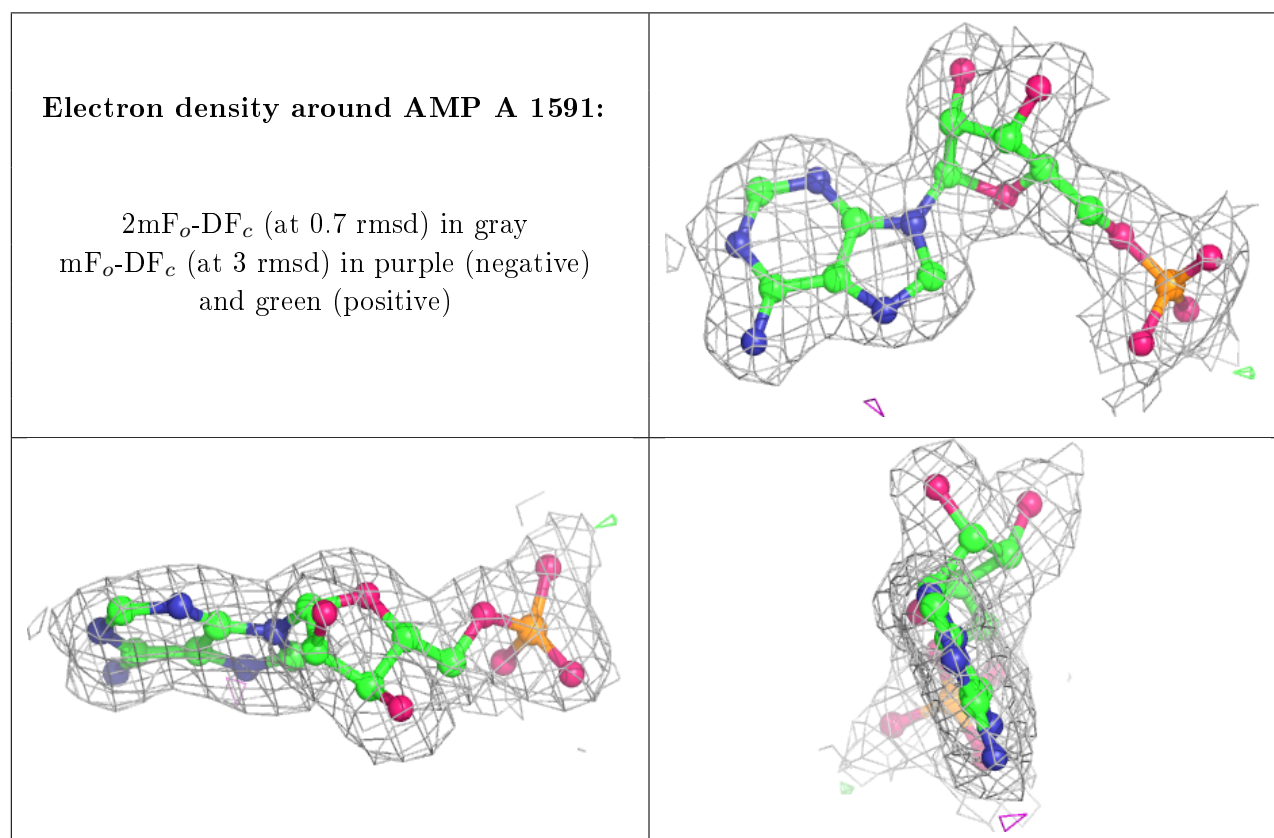 Electron density around AMP A 1591:
2mFo-DFc (at 0.7 rmsd) in gray
mFo-DFc (at 3 rmsd) in purple (negative)
and green (positive)